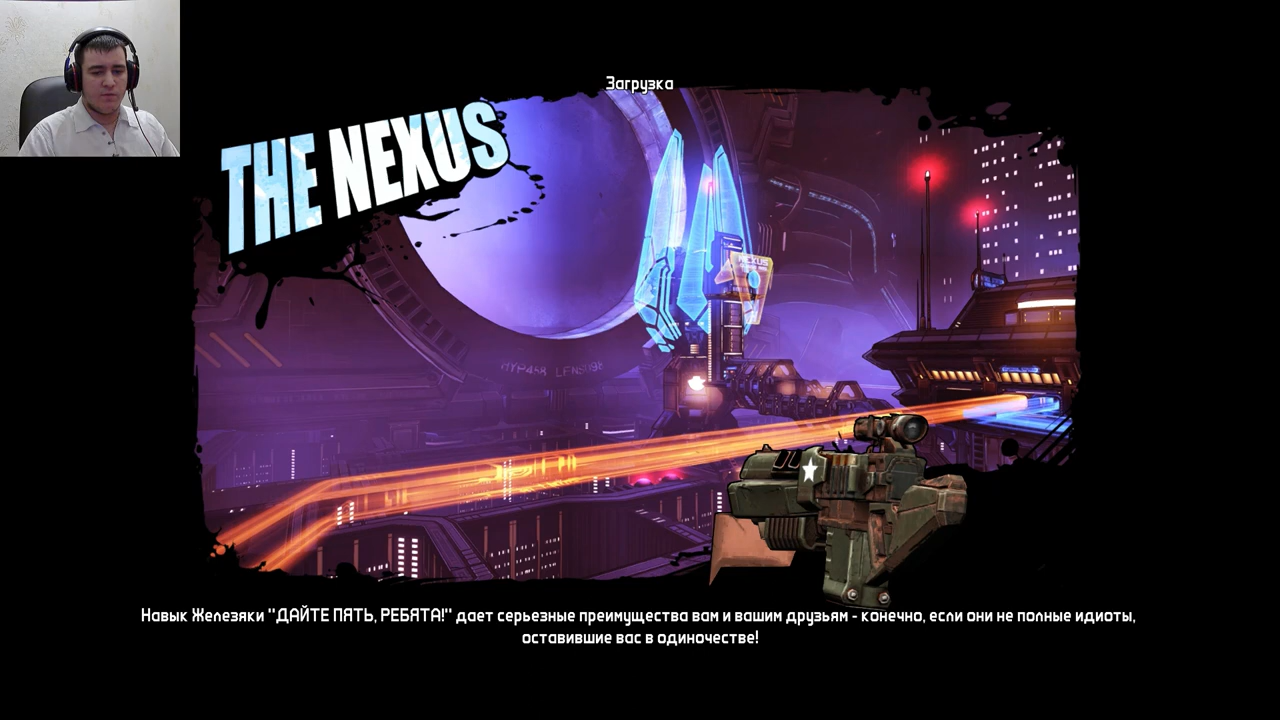 Загрузка
THE NEXUS
NEXUS
Навык Железяки "ДАЙТЕ ПЯТЬ, РЕБЯТА!" дает серьезные преимущества вам и вашим друзьям - конечно, если они не полные идиоты,
оставившие вас в одиночестве!